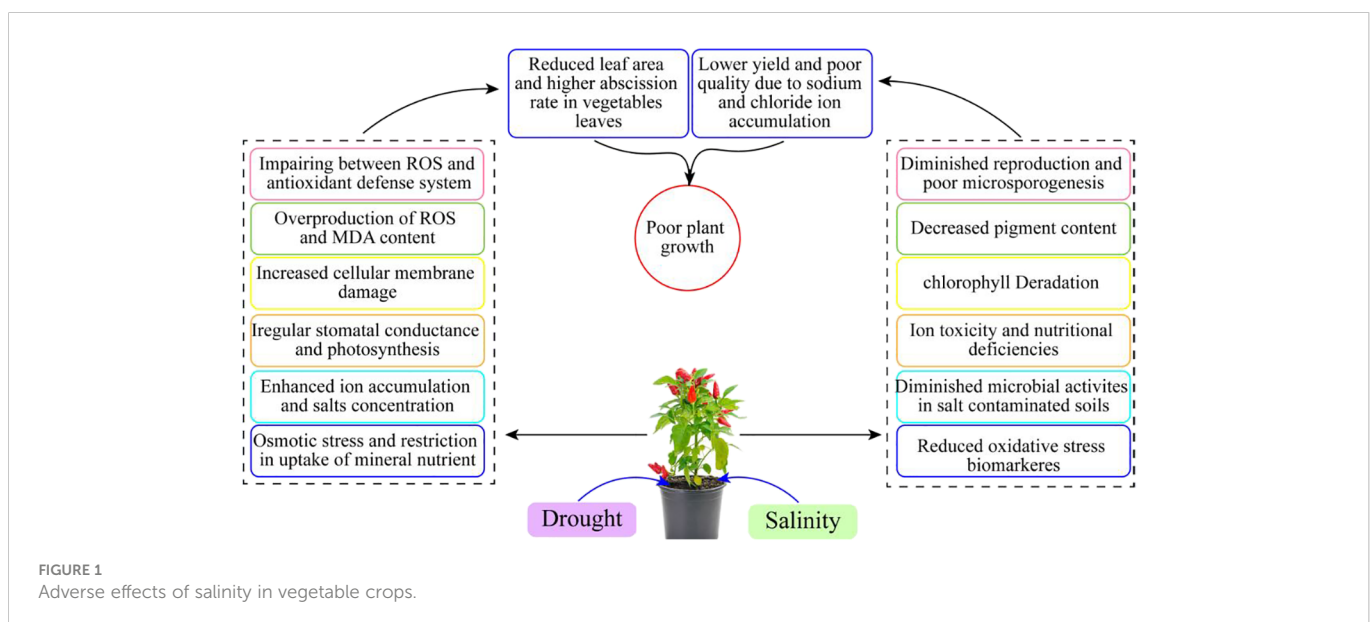 Reduced leaf area
and higher abscission
rate in vegetables
leaves
Lower yield and poor
quality due to sodium
and chloride ion
accumulation
Impairing between ROS and
antioxidant defense system
Overproduction of ROS
and MDA content
Increased cellular membrane
damage
Iregular stomatal conductance
and photosynthesis
Enhanced ion accumulation
and salts concentration
Osmotic stress and restriction
in uptake of mineral nutrient
Poor plant
growth
Diminished reproduction and
poor microsporogenesis
Decreased pigment content
chlorophyll Deradation
Ion toxicity and nutritional
deficiencies
Diminished microbial activites
in salt contaminated soils
Reduced oxidative stress
biomarkeres
Drought
Salinity
FIGURE 1
Adverse effects of salinity in vegetable crops.